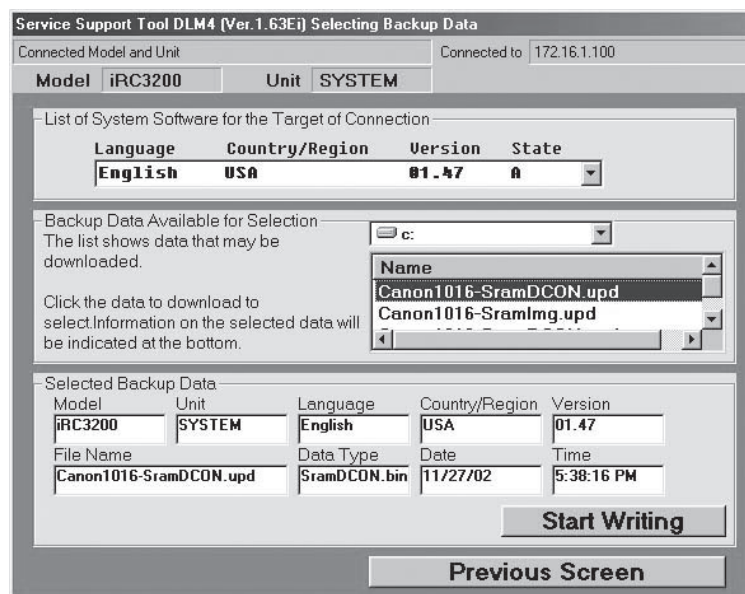 Service Support Tool DLM4 (Ver.1.63Ei) Selecting Backup Data
Connected Model and Unit
Connected to 172.16.1.100
Model iRC3200 Unit SYSTEM
List of System Software for the Target of Connection
Language Country/Region Version State
English USA 01.47 A
Backup Data Available for Selection
The list shows data that may be
downloaded.
Click the data to download to
select.Information on the selected data will
be indicated at the bottom.
c:
Name
Canon1016-SramDCON.upd
Canon1016-SramImg.upd
Selected Backup Data
Model Unit Language Country/Region Version
iRC3200 SYSTEM English USA 01.47
File Name Data Type Date Time
Canon1016-SramDCON.upd SramDCON.bin 11/27/02 5:38:16 PM
Start Writing
Previous Screen